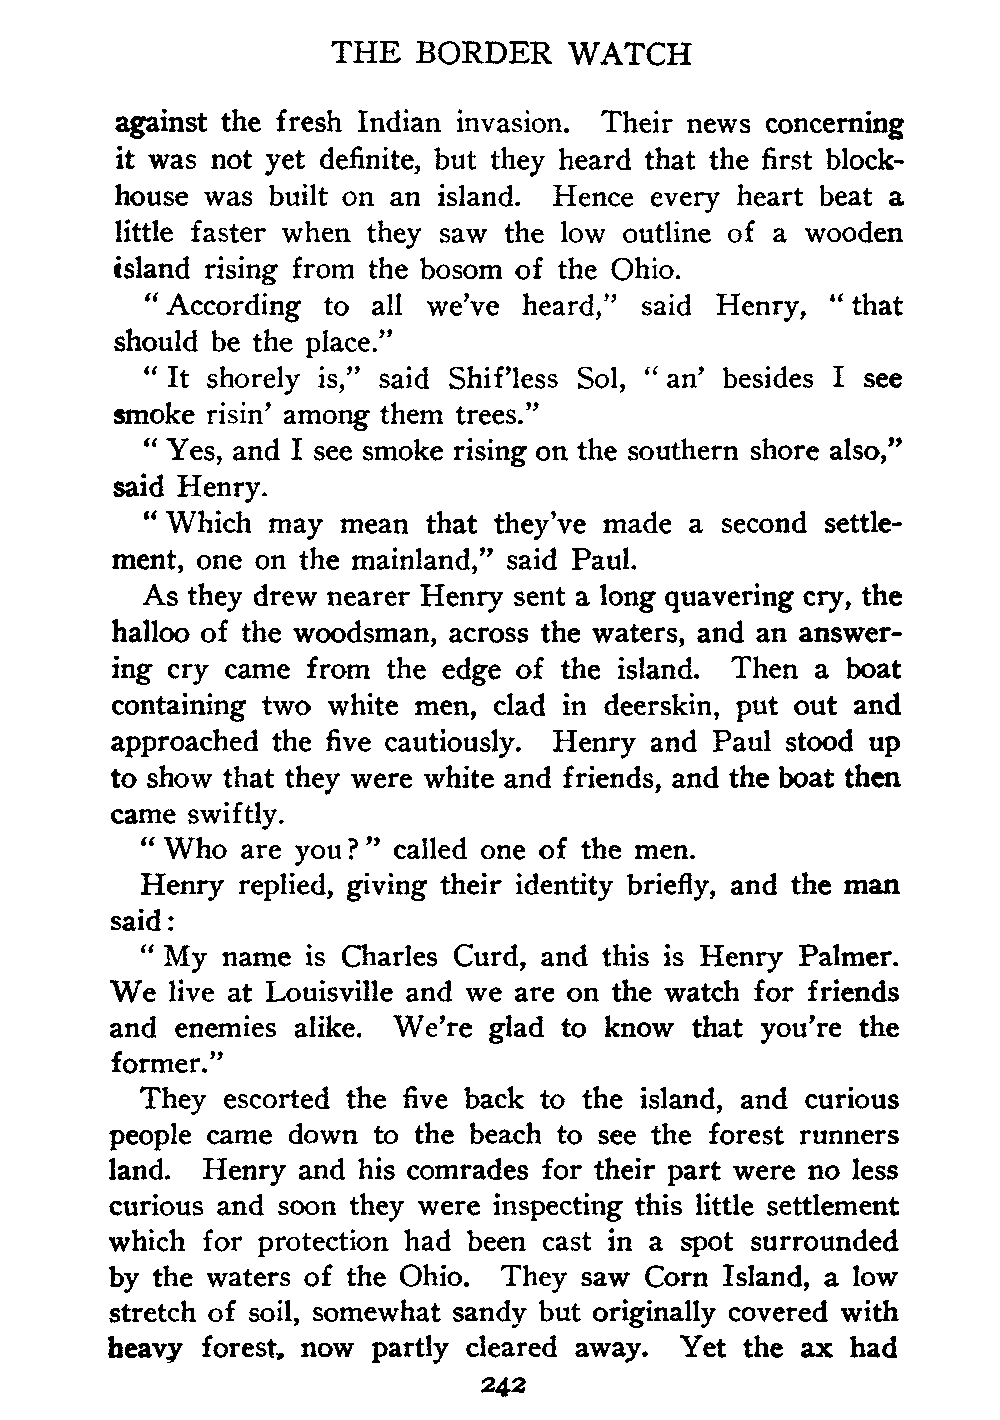 THE BORDER WATCH
against the fresh Indian invasion. Their news concerning
it was not yet definite, but they heard that the first block-
house was built on an island. Hence every heart beat a
little faster when they saw the low outline of a wooden
island rising from the bosom of the Ohio.
“ According to all we’ve heard,” said Henry, “ that
should be the place.”
“ It shorely is,” said Shif’less Sol, “ an’ besides I see
smoke risin’ among them trees.”
“ Yes, and I see smoke rising on the southern shore also,”
said Henry.
“ Which may mean that they’ve made a second settle-
ment, one on the mainland,” said Paul.
As they drew nearer Henry sent a long quavering cry, the
halloo of the woodsman, across the waters, and an answer-
ing cry came from the edge of the island. Then a boat
containing two white men, clad in deerskin, put out and
approached the five cautiously. Henry and Paul stood up
to show that they were white and friends, and the boat then
came swiftly.
“ Who are you? ” called one of the men.
Henry replied, giving their identity briefly, and the man
said:
“ My name is Charles Curd, and this is Henry Palmer.
We live at Louisville and we are on the watch for friends
and enemies alike. We’re glad to know that you’re the
former.”
They escorted the five back to the island, and curious
people came down to the beach to see the forest runners
land. Henry and his comrades for their part were no less
curious and soon they were inspecting this little settlement
which for protection had been cast in a spot surrounded
by the waters of the Ohio. They saw Corn Island, a low
stretch of soil, somewhat sandy but originally covered with
heavy forest, now partly cleared away. Yet the ax had
242